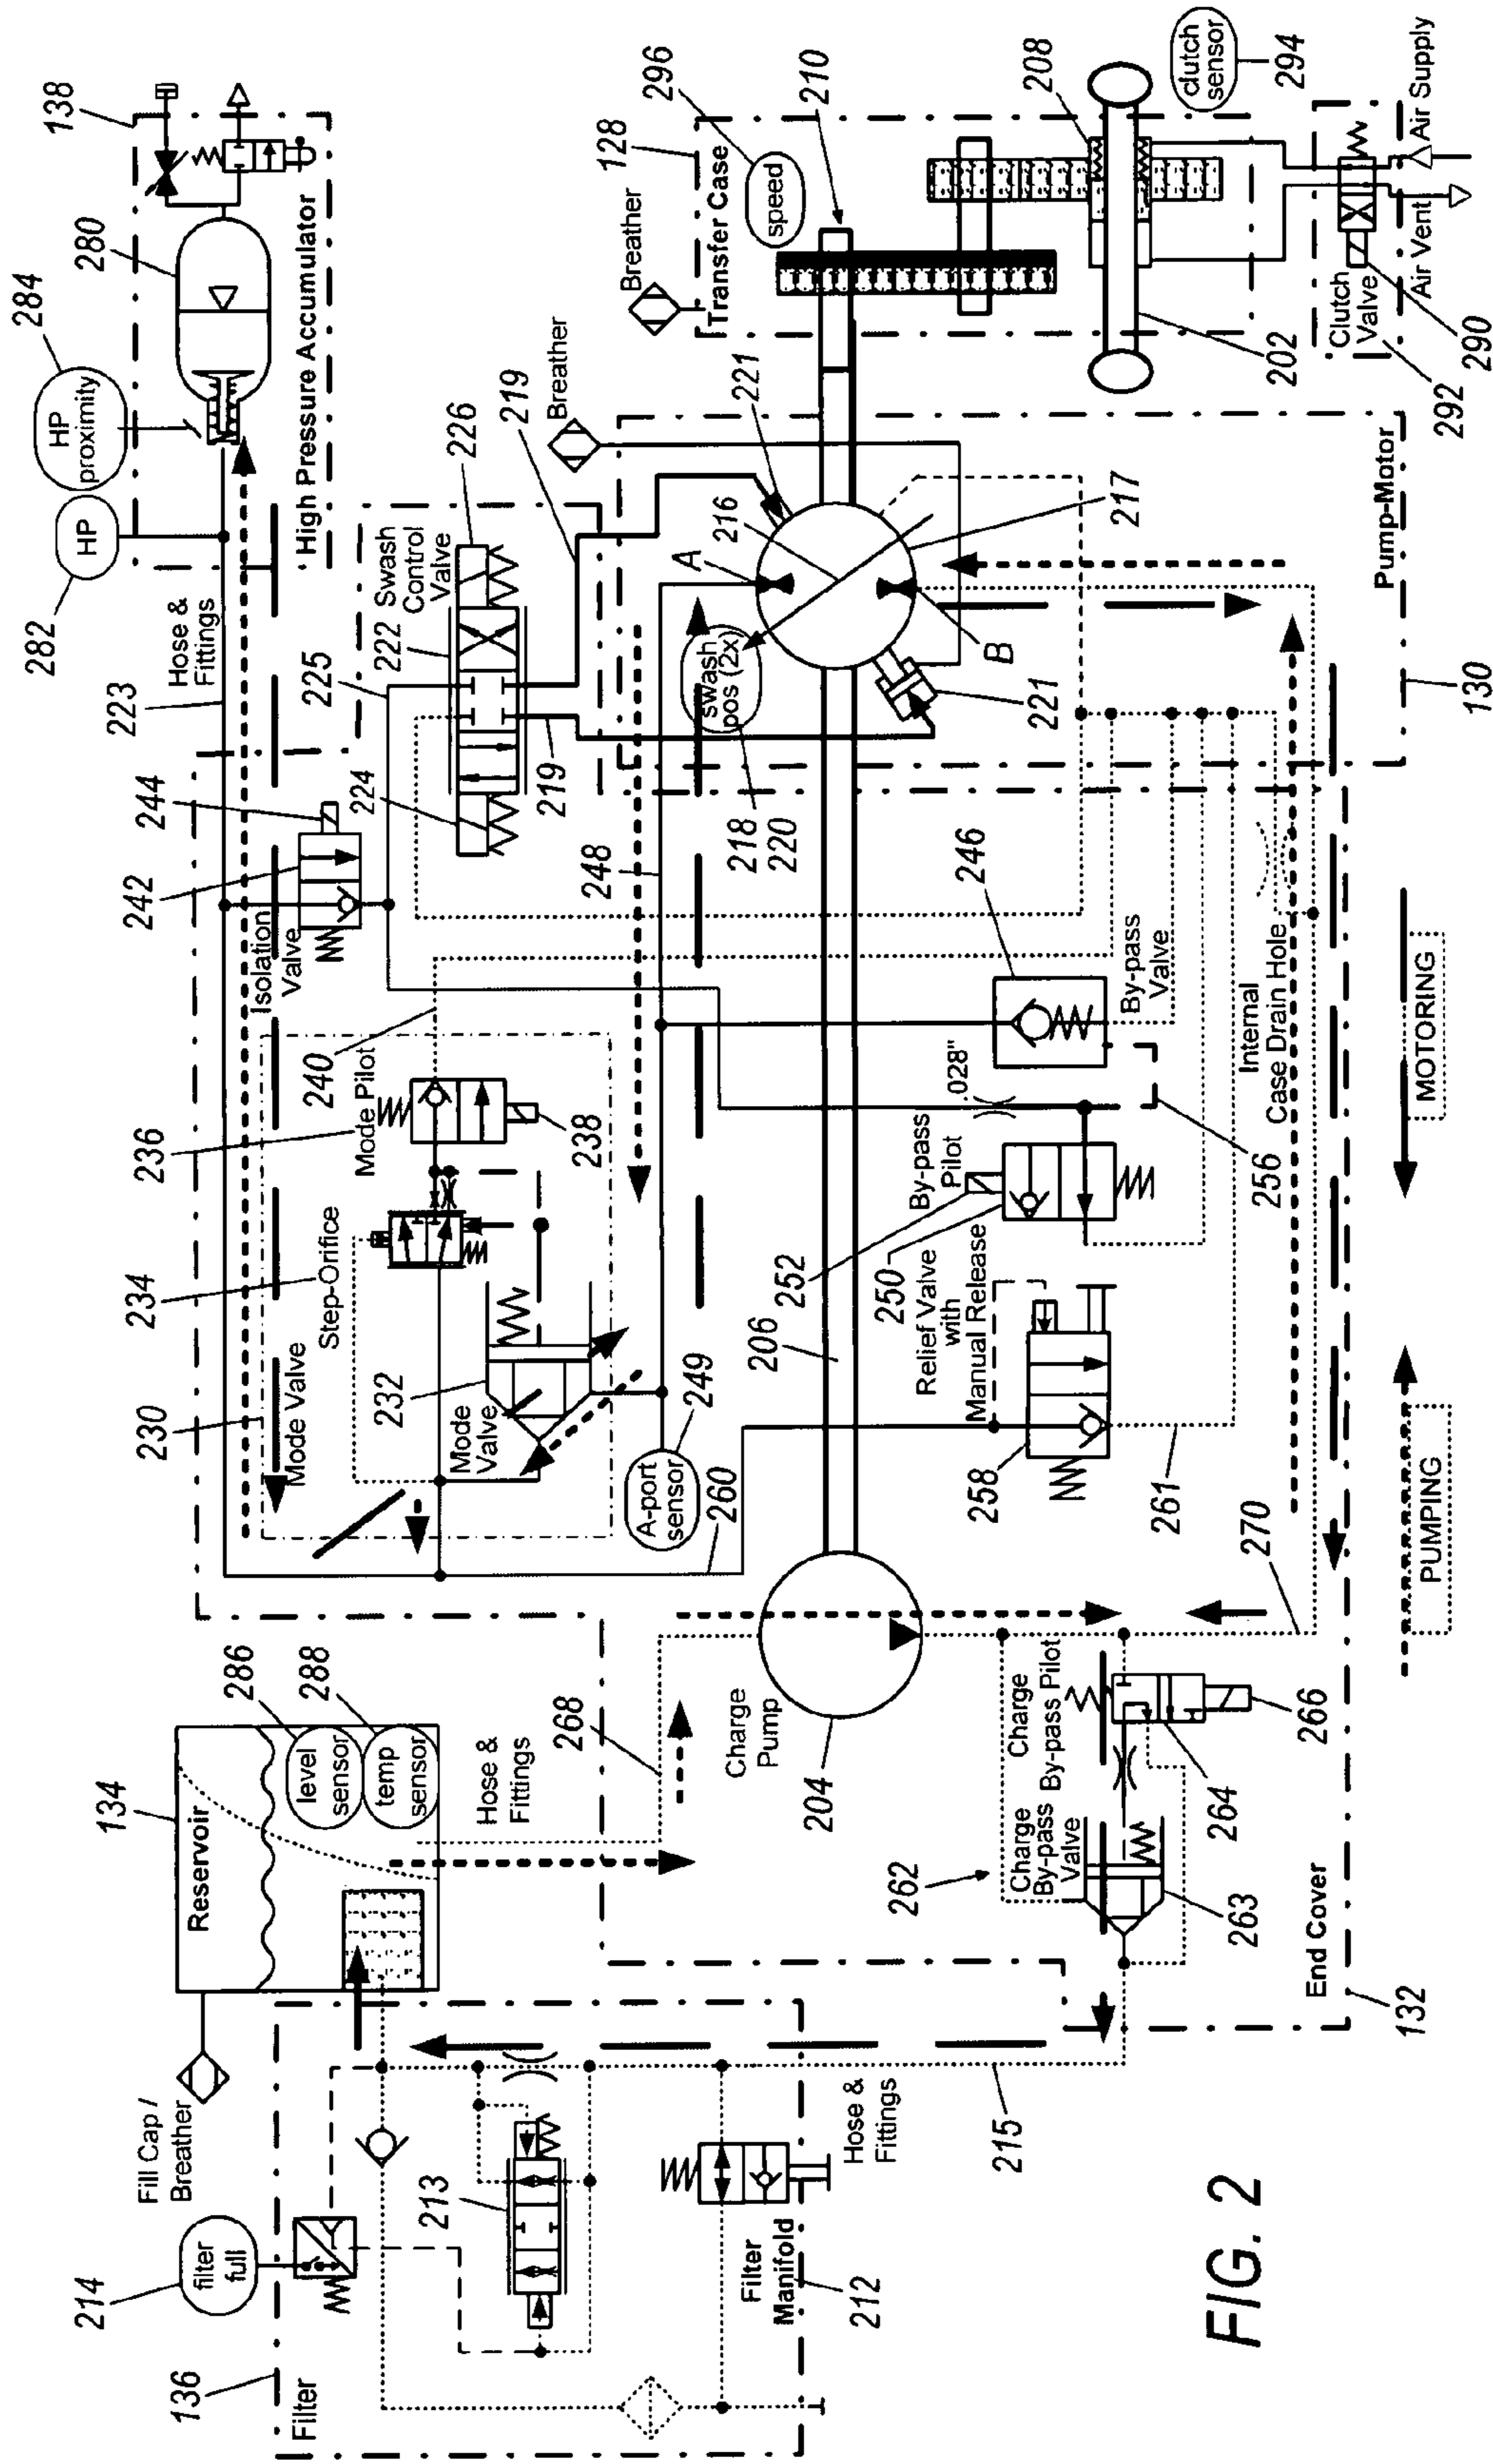 138
280
284
HP
proximity
HP
282
High Pressure Accumulator
Hose &
Fittings
223
225
244
242
Isolation
Valve
224
222
Swash
Control
Valve
226
219
219
Breather
221
Breather
128
Transfer Case
296
speed
210
208
clutch
sensor
294
202
Clutch
Valve
290
292
Air Vent
Air Supply
A
216
217
B
221
swash
pos (2x)
218
220
248
Pump-Motor
130
246
By-pass
Valve
Internal
Case Drain Hole
256
.028"
By-pass
Pilot
252
250
Relief Valve
with
Manual Release
258
261
206
240
Mode Pilot
236
238
Step-Orifice
234
232
Mode
Valve
Mode Valve
230
A-port
sensor
249
260
270
MOTORING
PUMPING
134
Reservoir
286
level
sensor
288
temp
sensor
Hose &
Fittings
268
Charge
Pump
204
Charge
By-pass Pilot
266
264
Charge
By-pass
Valve
262
263
End Cover
132
Fill Cap /
Breather
214
filter
full
213
136
Filter
Filter
Manifold
212
Hose &
Fittings
215
FIG. 2